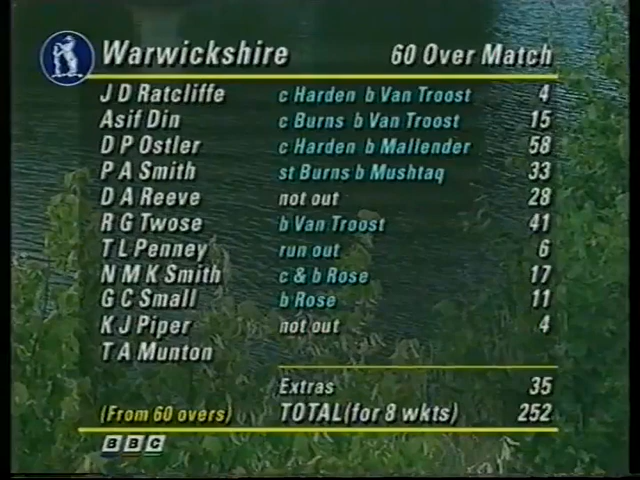 Warwickshire 60 Over Match
J D Ratcliffe c Harden b Van Troost 4
Asif Din c Burns b Van Troost 15
D P Ostler c Harden b Mallender 58
P A Smith st Burns b Mushtaq 33
D A Reeve not out 28
R G Twose b Van Troost 41
T L Penney run out 6
N M K Smith c & b Rose 17
G C Small b Rose 11
K J Piper not out 4
T A Munton
Extras 35
(From 60 overs) TOTAL(for 8 wkts) 252
BBC